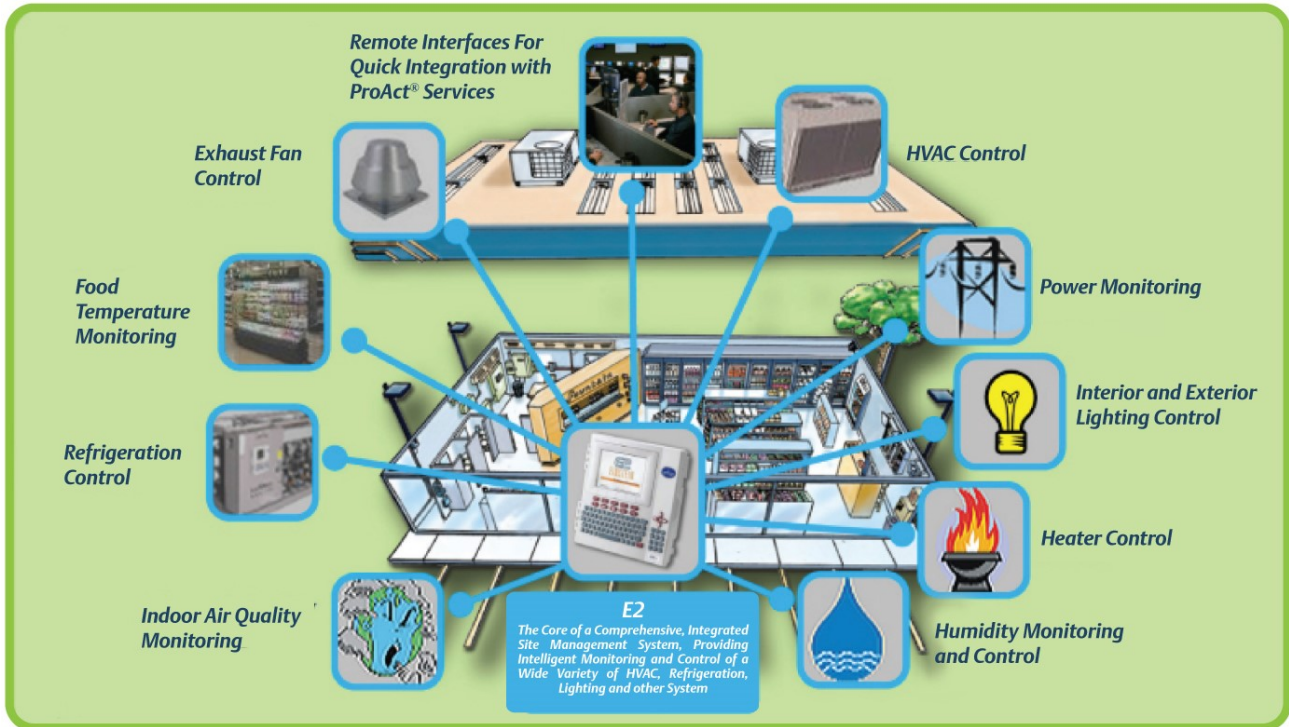 Remote Interfaces For
Quick Integration with
ProAct® Services
Exhaust Fan
Control
HVAC Control
Food
Temperature
Monitoring
Power Monitoring
Interior and Exterior
Lighting Control
Refrigeration
Control
Heater Control
Indoor Air Quality
Monitoring
E2
The Core of a Comprehensive, Integrated
Site Management System, Providing
Intelligent Monitoring and Control of a
Wide Variety of HVAC, Refrigeration,
Lighting and other System
Humidity Monitoring
and Control